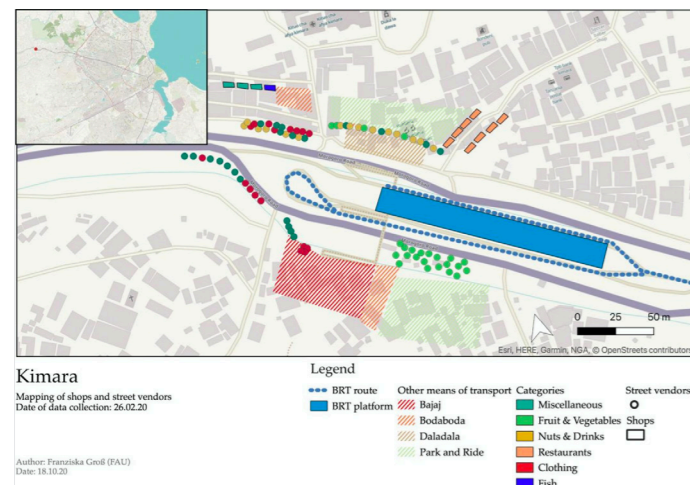 0 25 50 m
Esri, HERE, Garmin, NGA, © OpenStreets contributors
Kimara
Mapping of shops and street vendors
Date of data collection: 26.02.20
Author: Franziska Groß (FAU)
Date: 18.10.20
Legend
BRT route
BRT platform
Other means of transport
Bajaj
Bodaboda
Daladala
Park and Ride
Categories
Miscellaneous
Fruit & Vegetables
Nuts & Drinks
Restaurants
Clothing
Fish
Street vendors
Shops